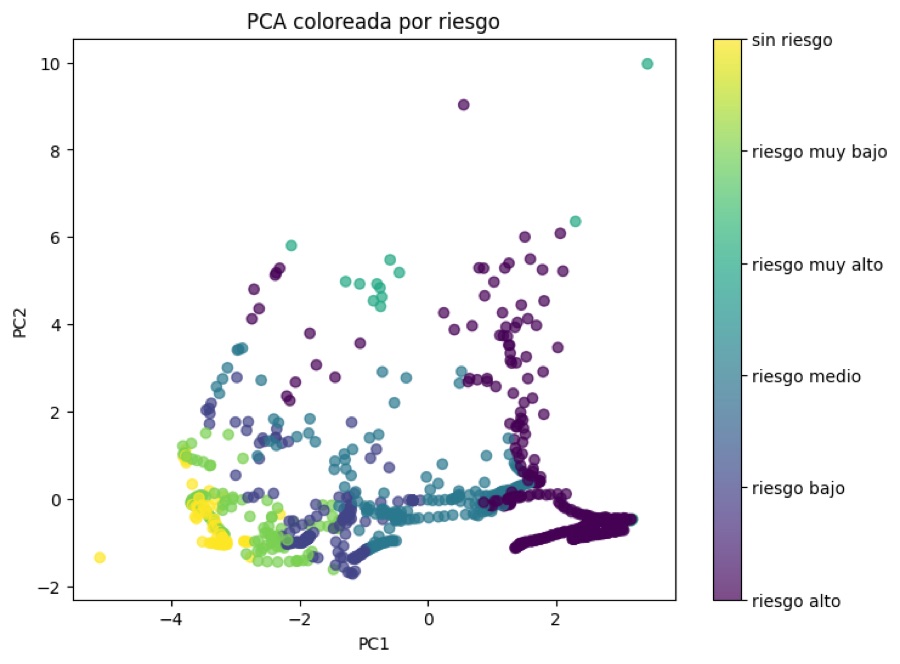 PCA coloreada por riesgo
10
8
6
4
2
0
−2
PC2
−4
−2
0
2
PC1
sin riesgo
riesgo muy bajo
riesgo muy alto
riesgo medio
riesgo bajo
riesgo alto